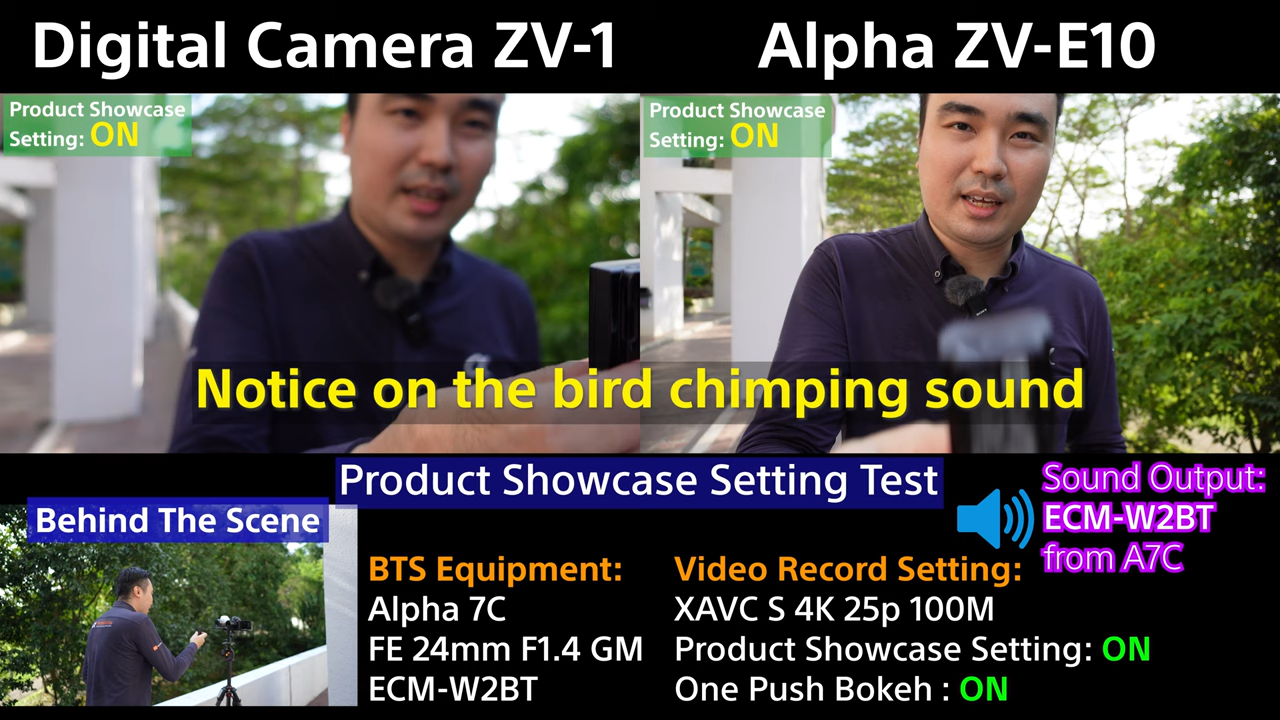 Digital Camera ZV-1
Alpha ZV-E10
Product Showcase
Setting: ON
Product Showcase
Setting: ON
Notice on the bird chimping sound
Product Showcase Setting Test
Sound Output:
ECM-W2BT
from A7C
Behind The Scene
BTS Equipment:
Alpha 7C
FE 24mm F1.4 GM
ECM-W2BT
Video Record Setting:
XAVC S 4K 25p 100M
Product Showcase Setting: ON
One Push Bokeh : ON